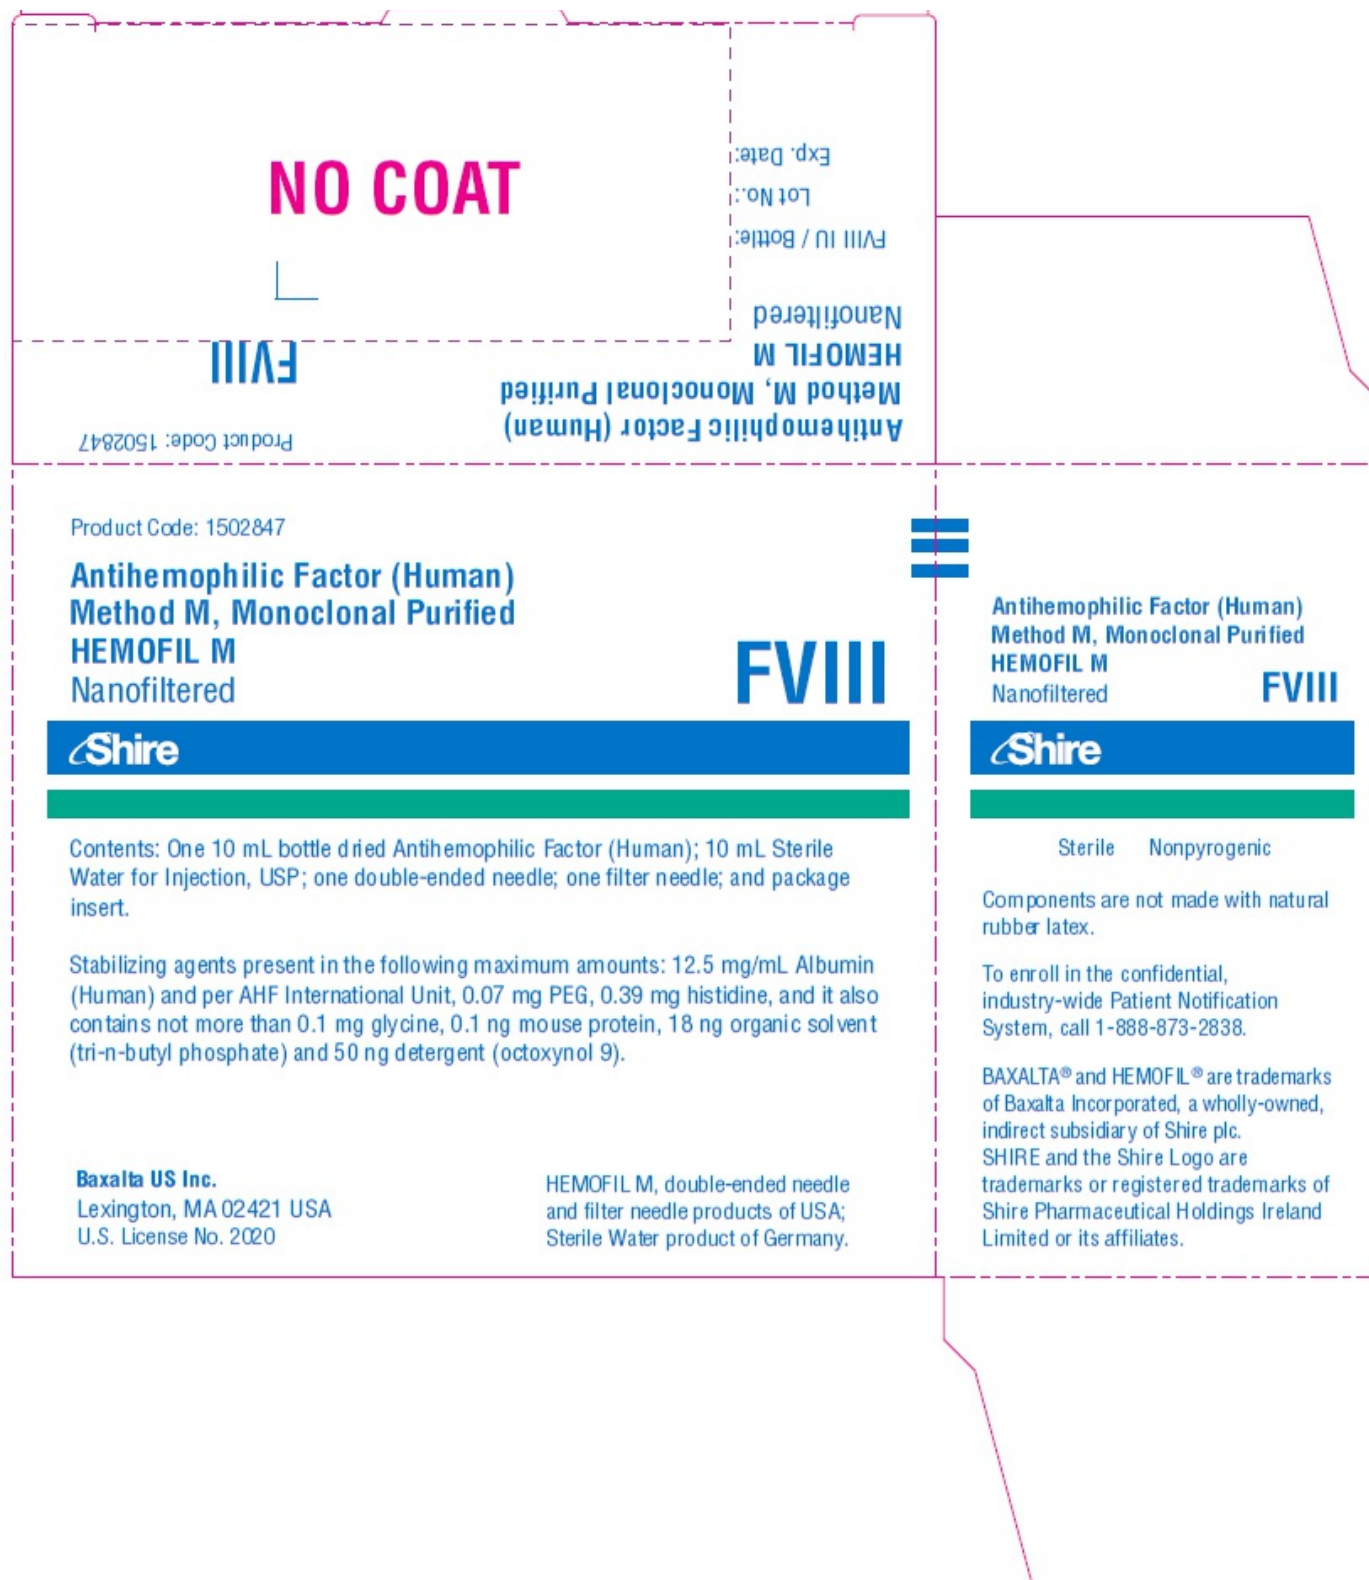 NO COAT
Antihemophilic Factor (Human)
Method M, Monoclonal Purified
HEMOFIL M
Nanofiltered
FVIII IU / Bottle:
Lot No.:
Exp. Date:
Product Code: 1502847
FVIII
Product Code: 1502847
Antihemophilic Factor (Human)
Method M, Monoclonal Purified
HEMOFIL M
Nanofiltered
FVIII
Shire
Contents: One 10 mL bottle dried Antihemophilic Factor (Human); 10 mL Sterile
Water for Injection, USP; one double-ended needle; one filter needle; and package
insert.
Stabilizing agents present in the following maximum amounts: 12.5 mg/mL Albumin
(Human) and per AHF International Unit, 0.07 mg PEG, 0.39 mg histidine, and it also
contains not more than 0.1 mg glycine, 0.1 ng mouse protein, 18 ng organic solvent
(tri-n-butyl phosphate) and 50 ng detergent (octoxynol 9).
Baxalta US Inc.
Lexington, MA 02421 USA
U.S. License No. 2020
HEMOFIL M, double-ended needle
and filter needle products of USA;
Sterile Water product of Germany.
Antihemophilic Factor (Human)
Method M, Monoclonal Purified
HEMOFIL M
Nanofiltered
FVIII
Shire
Sterile Nonpyrogenic
Components are not made with natural
rubber latex.
To enroll in the confidential,
industry-wide Patient Notification
System, call 1-888-873-2838.
BAXALTA® and HEMOFIL® are trademarks
of Baxalta Incorporated, a wholly-owned,
indirect subsidiary of Shire plc.
SHIRE and the Shire Logo are
trademarks or registered trademarks of
Shire Pharmaceutical Holdings Ireland
Limited or its affiliates.